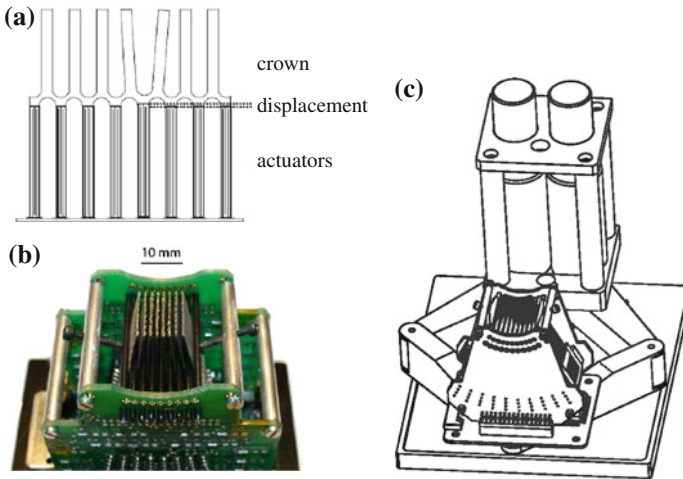 (a)
crown
displacement
actuators
(b)
10 mm
(c)